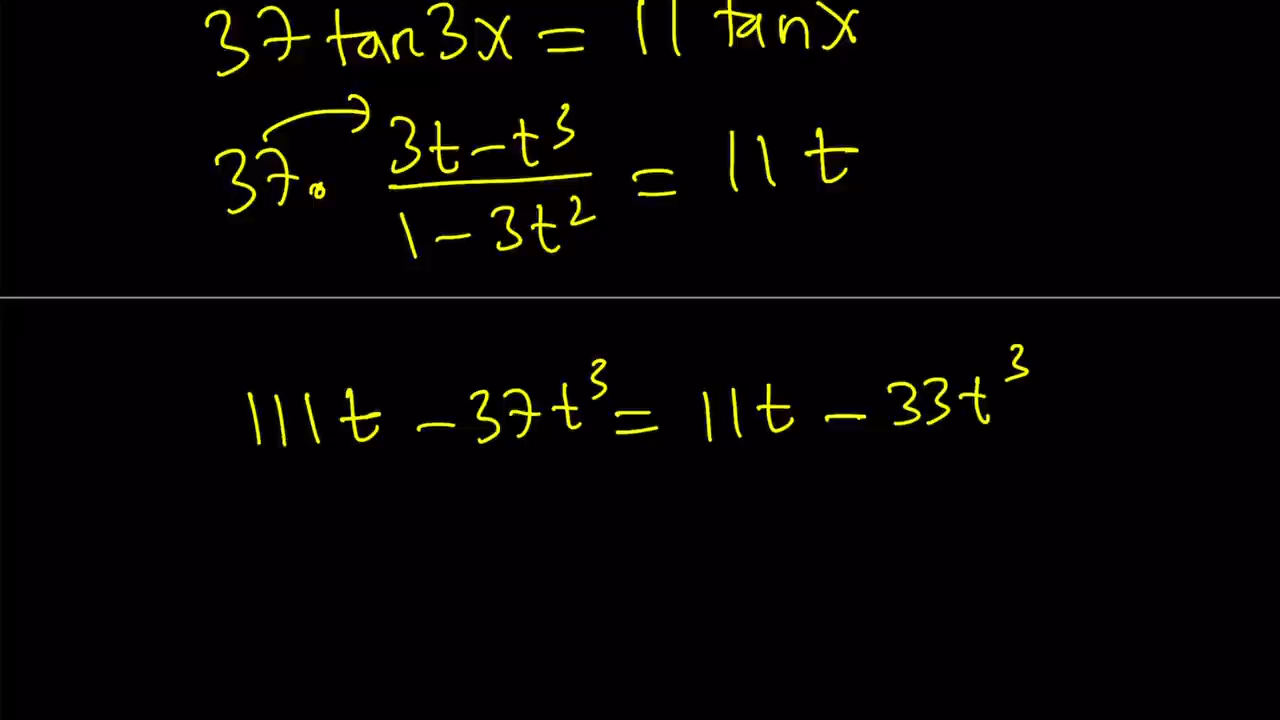 37 tan3x = 11 tanx
37. 3t-t³/1-3t² = 11t
111t - 37t³ = 11t - 33t³